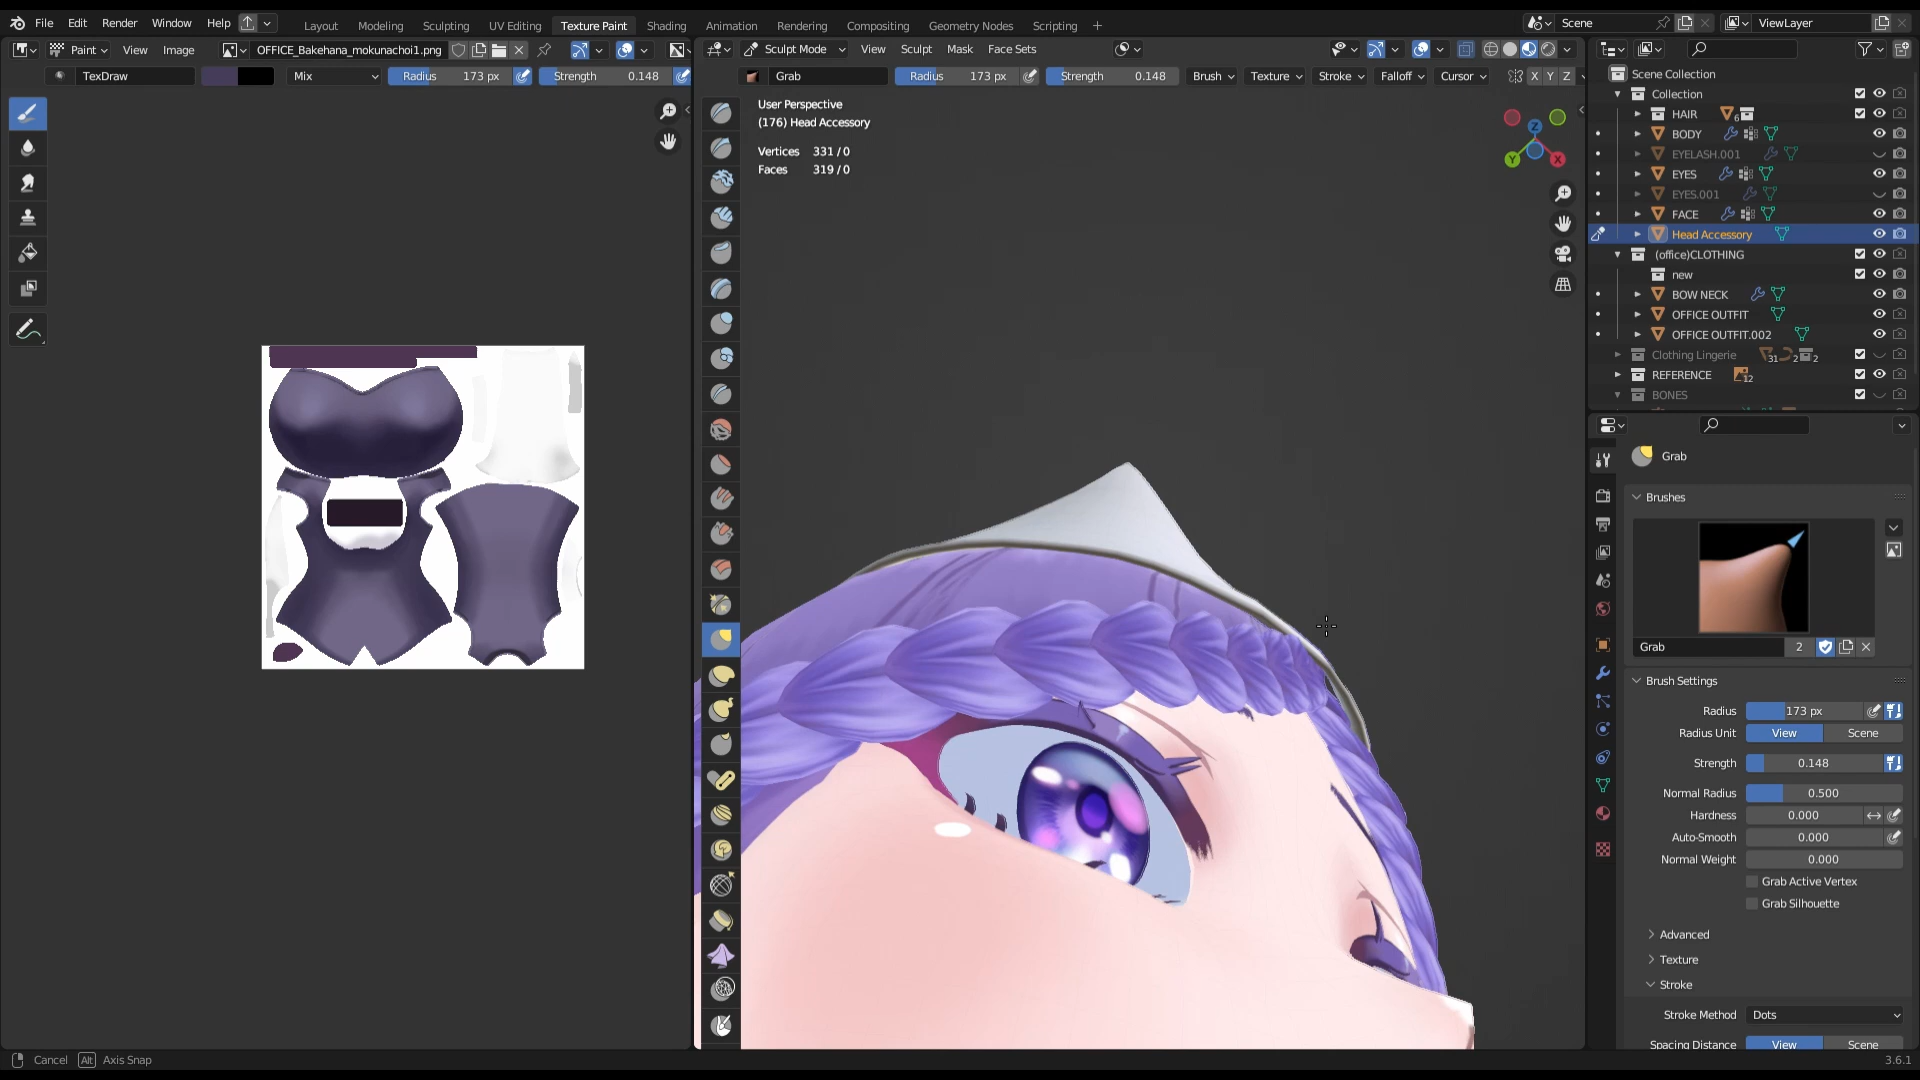 File Edit Render Window Help
Layout Modeling Sculpting UV Editing Texture Paint Shading Animation Rendering Compositing Geometry Nodes Scripting +
Scene ViewLayer
Paint View Image OFFICE_Bakehana_mokunachoi1.png
Sculpt Mode View Sculpt Mask Face Sets
TexDraw Mix Radius 173 px Strength 0.148
Grab Radius 173 px Strength 0.148 Brush Texture Stroke Falloff Cursor X Y Z
User Perspective
(176) Head Accessory
Vertices 331 / 0
Faces 319 / 0
Z
Y X
Scene Collection
Collection
HAIR 6
BODY
EYELASH.001
EYES
EYES.001
FACE
Head Accessory
(office)CLOTHING
new
BOW NECK
OFFICE OUTFIT
OFFICE OUTFIT.002
Clothing Lingerie 31 2 2
REFERENCE 12
BONES
Grab
Brushes
Grab 2
Brush Settings
Radius 173 px
Radius Unit View Scene
Strength 0.148
Normal Radius 0.500
Hardness 0.000
Auto-Smooth 0.000
Normal Weight 0.000
Grab Active Vertex
Grab Silhouette
Advanced
Texture
Stroke
Stroke Method Dots
Spacing Distance View Scene
Cancel Alt Axis Snap
3.6.1